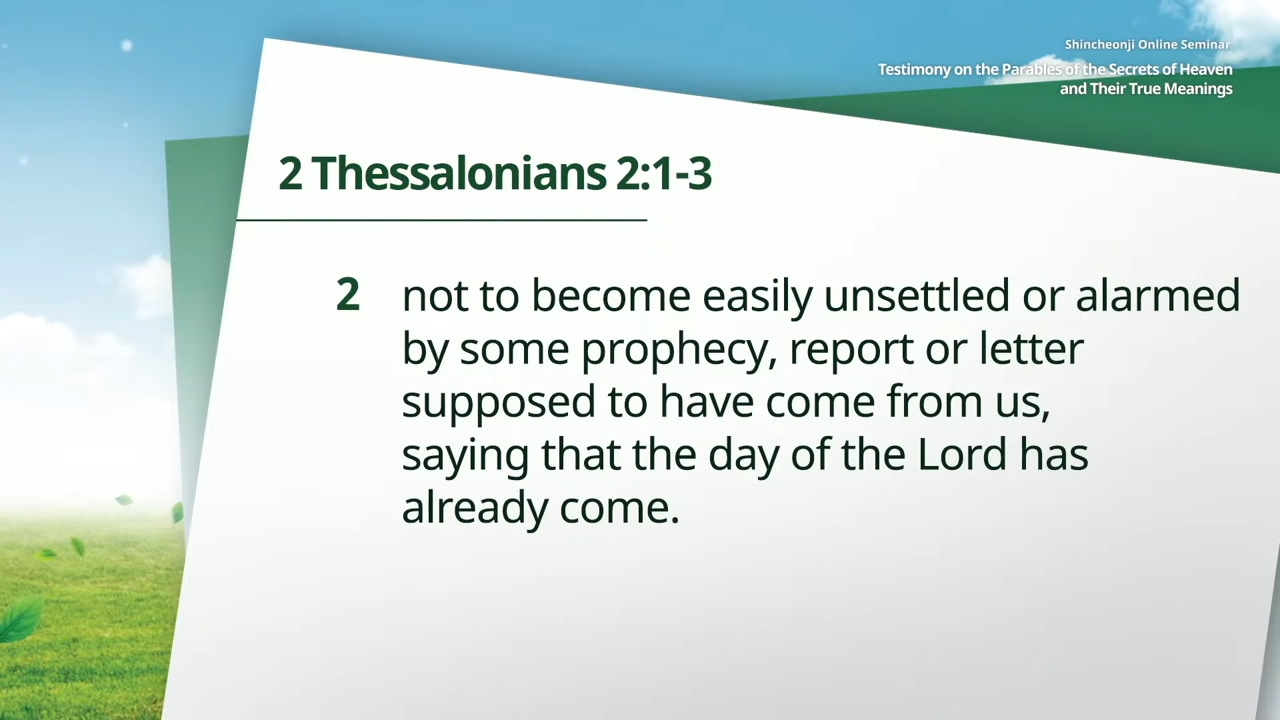 Shincheonji Online Seminar
Testimony on the Parables of the Secrets of Heaven
and Their True Meanings
2 Thessalonians 2:1-3
2 not to become easily unsettled or alarmed
by some prophecy, report or letter
supposed to have come from us,
saying that the day of the Lord has
already come.